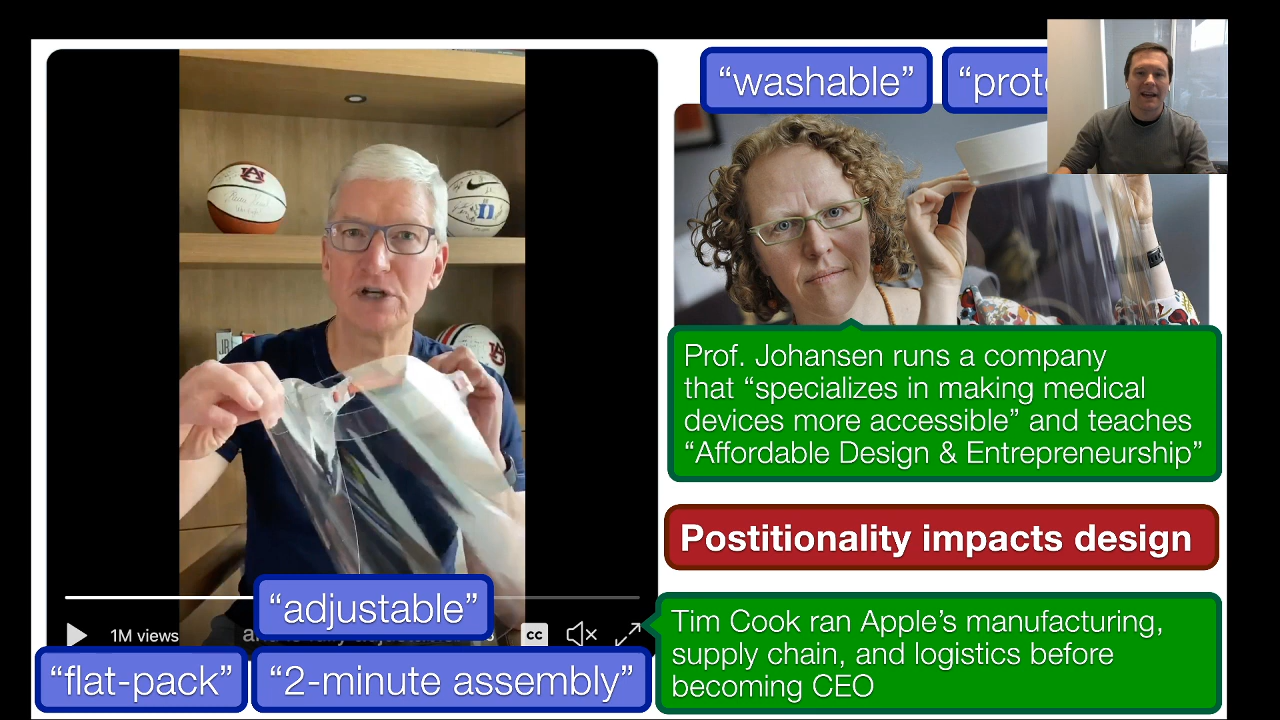 “washable”
“prot
Prof. Johansen runs a company
that “specializes in making medical
devices more accessible” and teaches
“Affordable Design & Entrepreneurship”
Postitionality impacts design
“adjustable”
1M views
cc
“flat-pack”
“2-minute assembly”
Tim Cook ran Apple’s manufacturing,
supply chain, and logistics before
becoming CEO